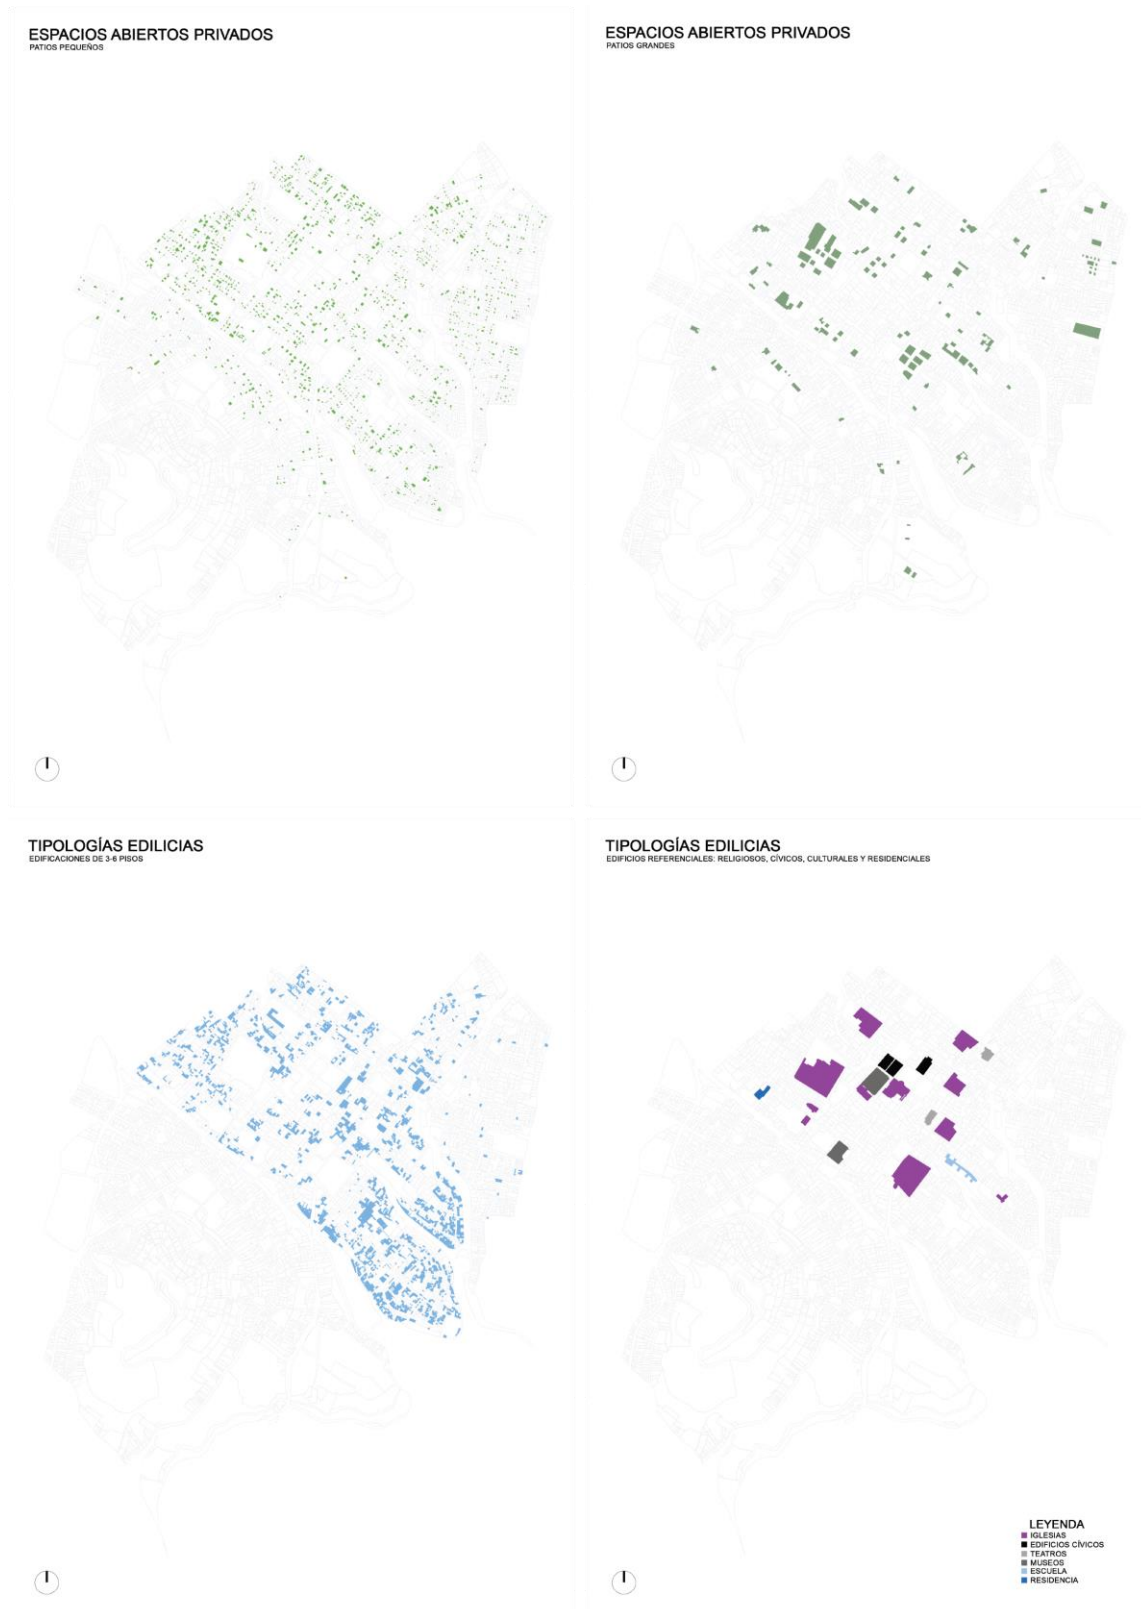 ESPACIOS ABIERTOS PRIVADOS
PATIOS PEQUEÑOS
ESPACIOS ABIERTOS PRIVADOS
PATIOS GRANDES
TIPOLOGÍAS EDILICIAS
EDIFICACIONES DE 3-6 PISOS
TIPOLOGÍAS EDILICIAS
EDIFICIOS REFERENCIALES: RELIGIOSOS, CÍVICOS, CULTURALES Y RESIDENCIALES
LEYENDA
IGLESIAS
EDIFICIOS CÍVICOS
TEATROS
MUSEOS
ESCUELA
RESIDENCIA